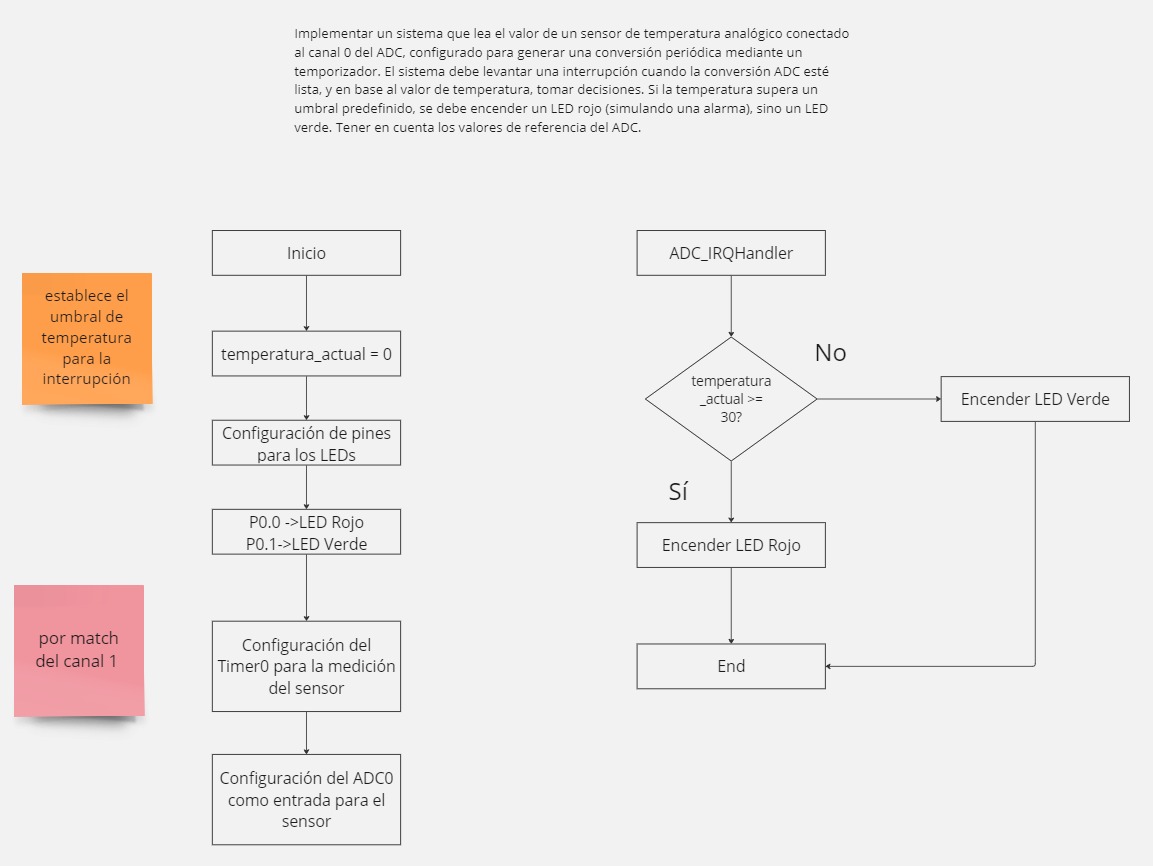 Implementar un sistema que lea el valor de un sensor de temperatura analógico conectado
al canal 0 del ADC, configurado para generar una conversión periódica mediante un
temporizador. El sistema debe levantar una interrupción cuando la conversión ADC esté
lista, y en base al valor de temperatura, tomar decisiones. Si la temperatura supera un
umbral predefinido, se debe encender un LED rojo (simulando una alarma), sino un LED
verde. Tener en cuenta los valores de referencia del ADC.
establece el
umbral de
temperatura
para la
interrupción
por match
del canal 1
Inicio
temperatura_actual = 0
Configuración de pines
para los LEDs
P0.0 ->LED Rojo
P0.1->LED Verde
Configuración del
Timer0 para la medición
del sensor
Configuración del ADC0
como entrada para el
sensor
ADC_IRQHandler
temperatura
_actual >=
30?
No
Encender LED Verde
Sí
Encender LED Rojo
End